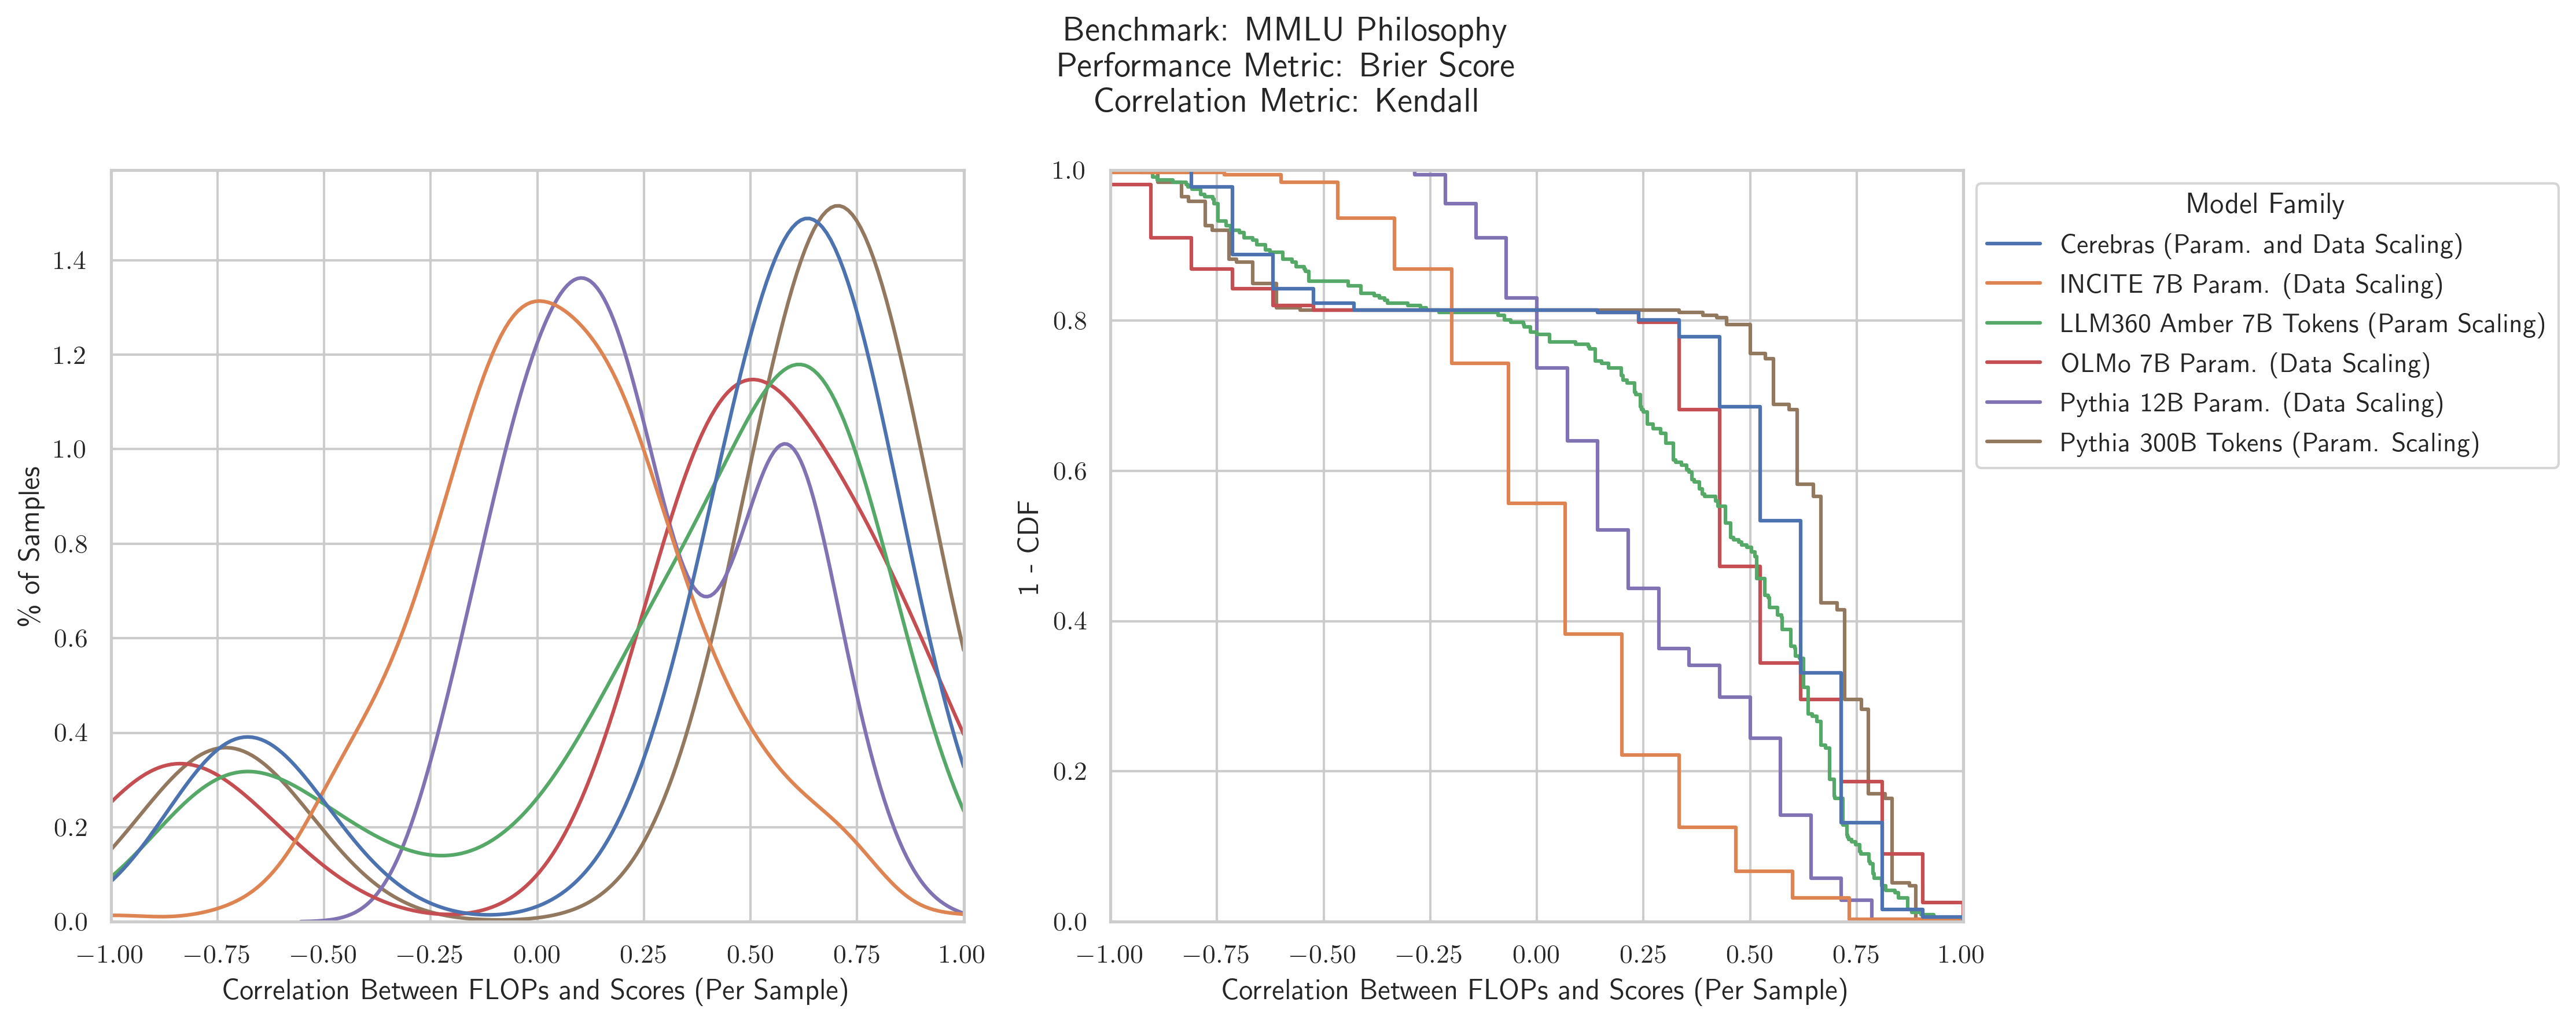 Benchmark: MMLU Philosophy
Performance Metric: Brier Score
Correlation Metric: Kendall
% of Samples
1.4
1.2
1.0
0.8
0.6
0.4
0.2
0.0
−1.00 −0.75 −0.50 −0.25 0.00 0.25 0.50 0.75 1.00
Correlation Between FLOPs and Scores (Per Sample)
1 - CDF
1.0
0.8
0.6
0.4
0.2
0.0
−1.00 −0.75 −0.50 −0.25 0.00 0.25 0.50 0.75 1.00
Correlation Between FLOPs and Scores (Per Sample)
Model Family
Cerebras (Param. and Data Scaling)
INCITE 7B Param. (Data Scaling)
LLM360 Amber 7B Tokens (Param Scaling)
OLMo 7B Param. (Data Scaling)
Pythia 12B Param. (Data Scaling)
Pythia 300B Tokens (Param. Scaling)